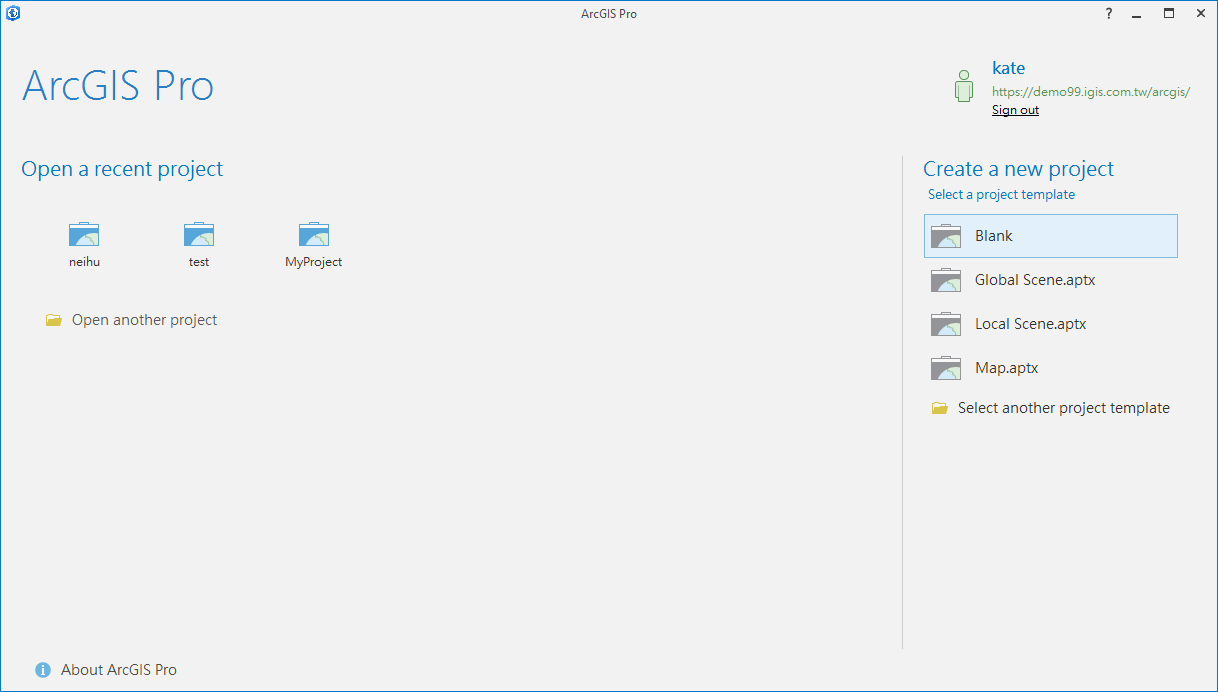 ArcGIS Pro
?
ArcGIS Pro
kate
https://demo99.igis.com.tw/arcgis/
Sign out
Open a recent project
neihu
test
MyProject
Open another project
Create a new project
Select a project template
Blank
Global Scene.aptx
Local Scene.aptx
Map.aptx
Select another project template
About ArcGIS Pro